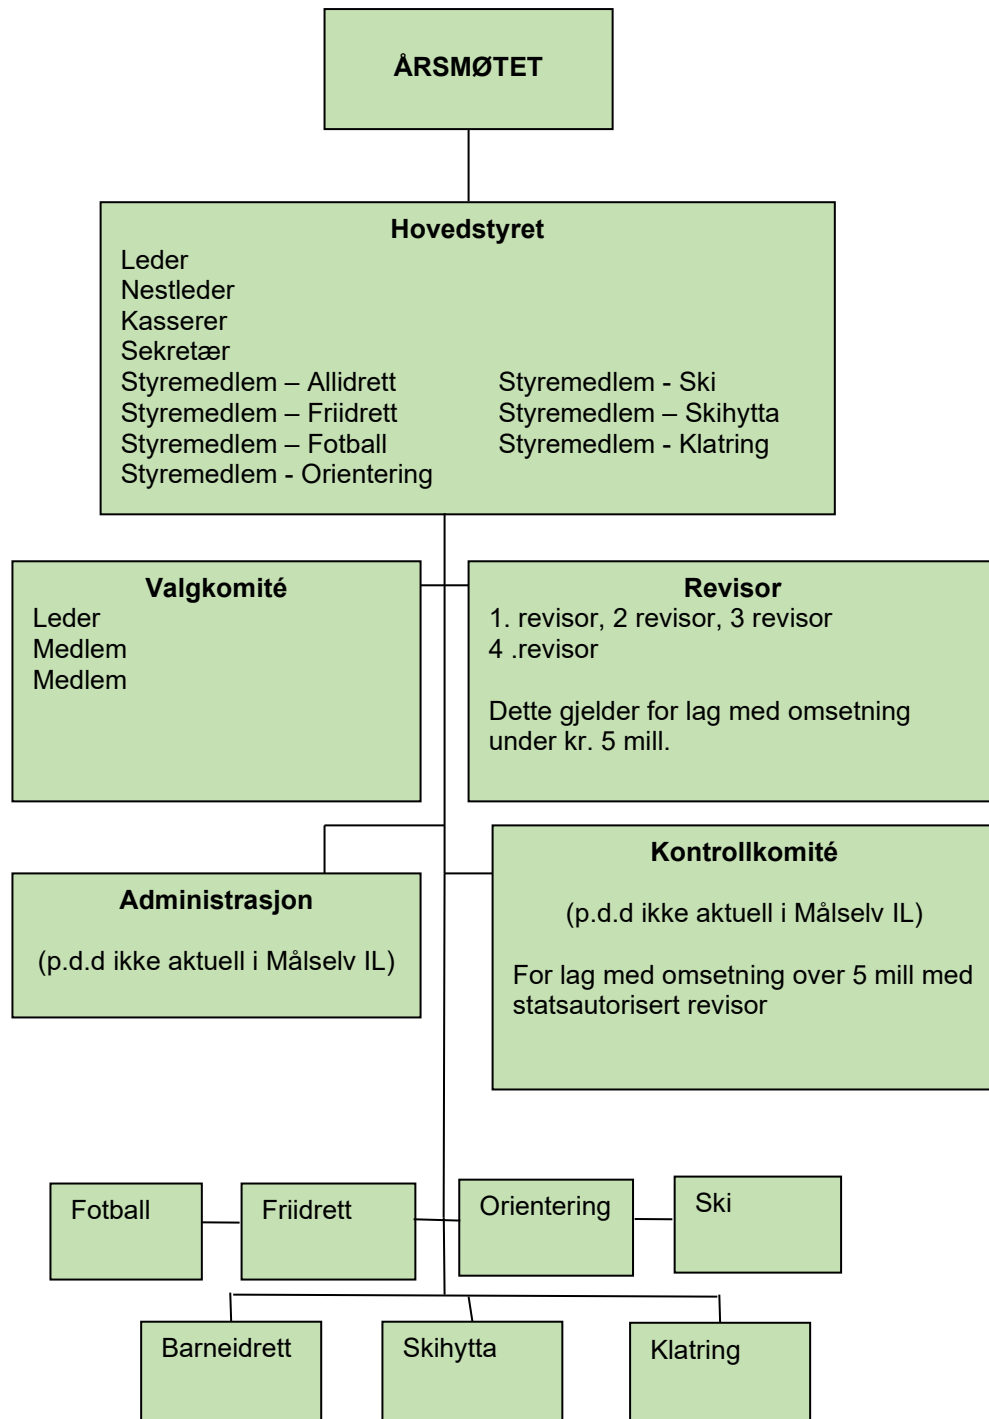 ÅRSMØTET
Hovedstyret
Leder
Nestleder
Kasserer
Sekretær
Styremedlem – Allidrett Styremedlem - Ski
Styremedlem – Friidrett Styremedlem – Skihytta
Styremedlem – Fotball Styremedlem - Klatring
Styremedlem - Orientering
Valgkomité
Leder
Medlem
Medlem
Revisor
1. revisor, 2 revisor, 3 revisor
4 .revisor
Dette gjelder for lag med omsetning
under kr. 5 mill.
Administrasjon
(p.d.d ikke aktuell i Målselv IL)
Kontrollkomité
(p.d.d ikke aktuell i Målselv IL)
For lag med omsetning over 5 mill med
statsautorisert revisor
Fotball
Friidrett
Orientering
Ski
Barneidrett
Skihytta
Klatring